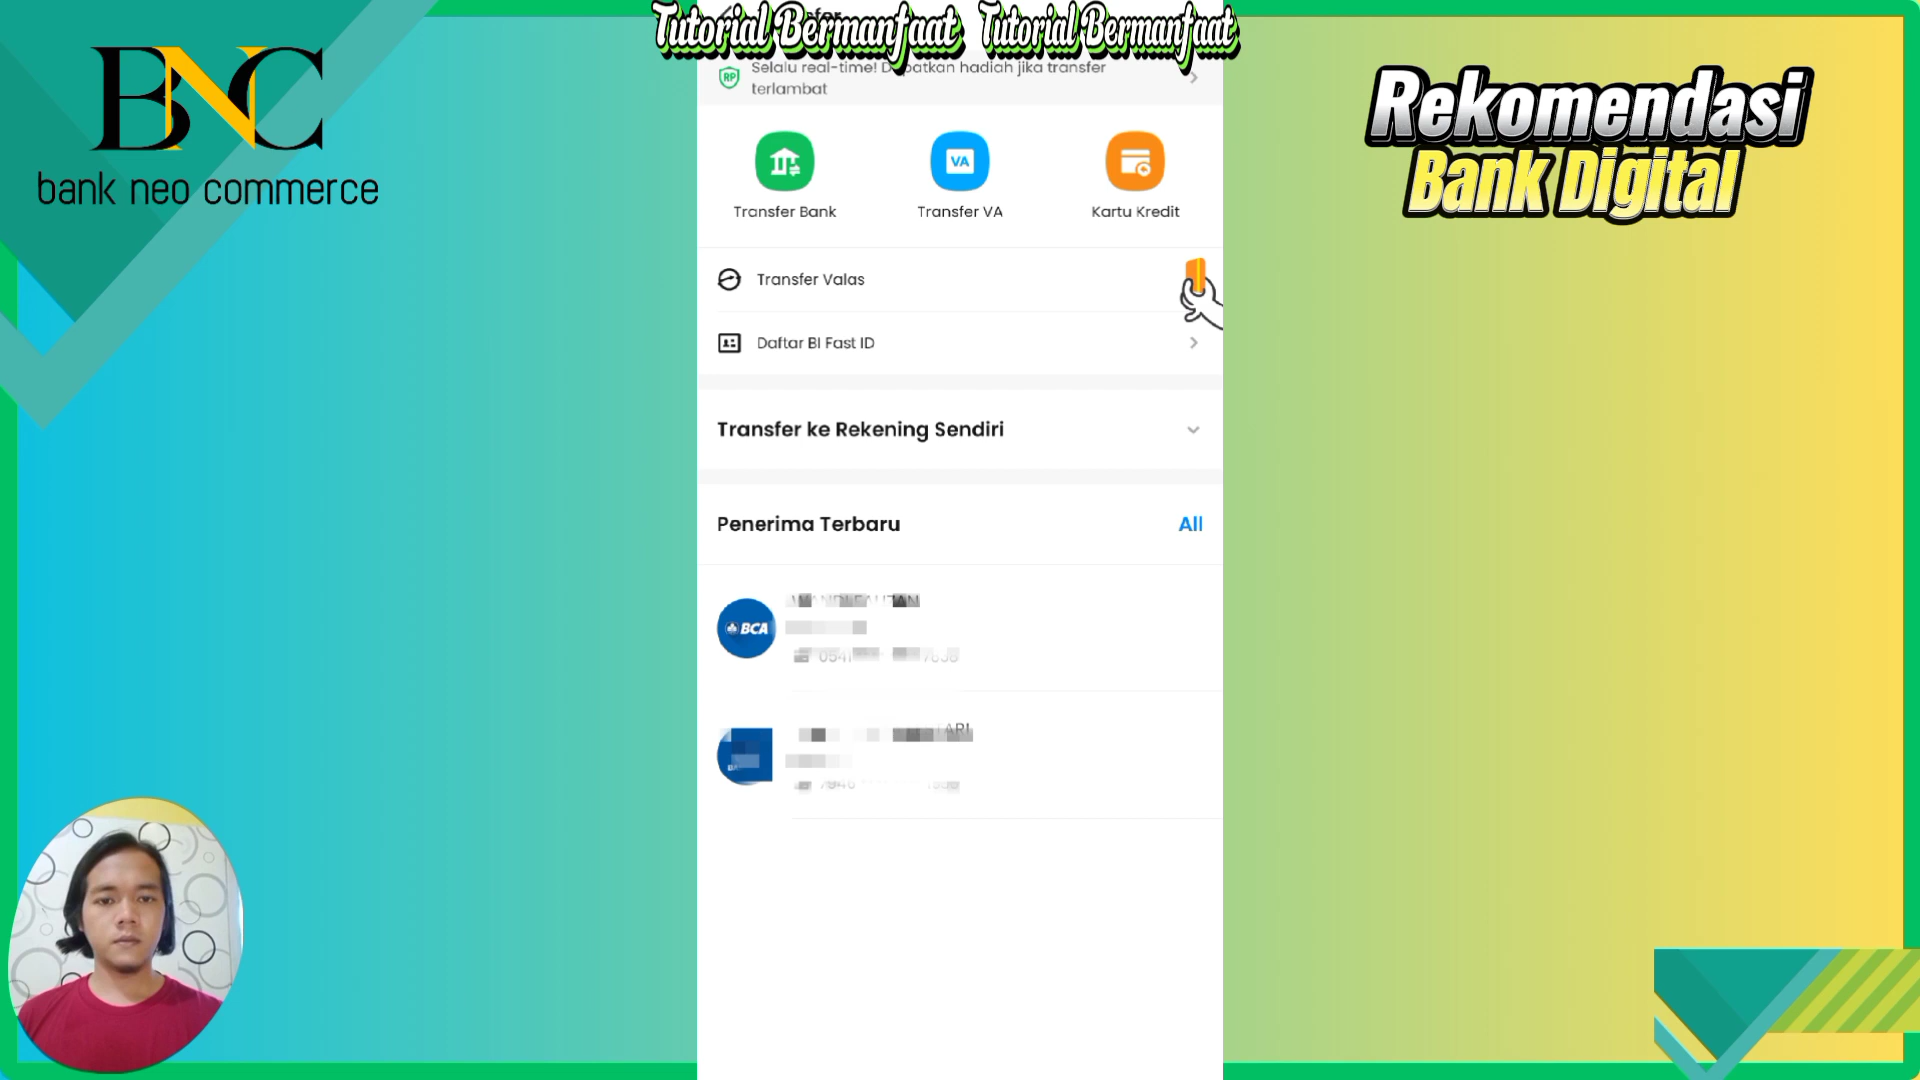 BNC
bank neo commerce
Tutorial Bermanfaat Tutorial Bermanfaat
Rekomendasi
Bank Digital
RP
Selalu real-time! Dapatkan hadiah jika transfer
terlambat
VA
Transfer Bank
Transfer VA
Kartu Kredit
Transfer Valas
Daftar BI Fast ID
Transfer ke Rekening Sendiri
Penerima Terbaru
All
BCA